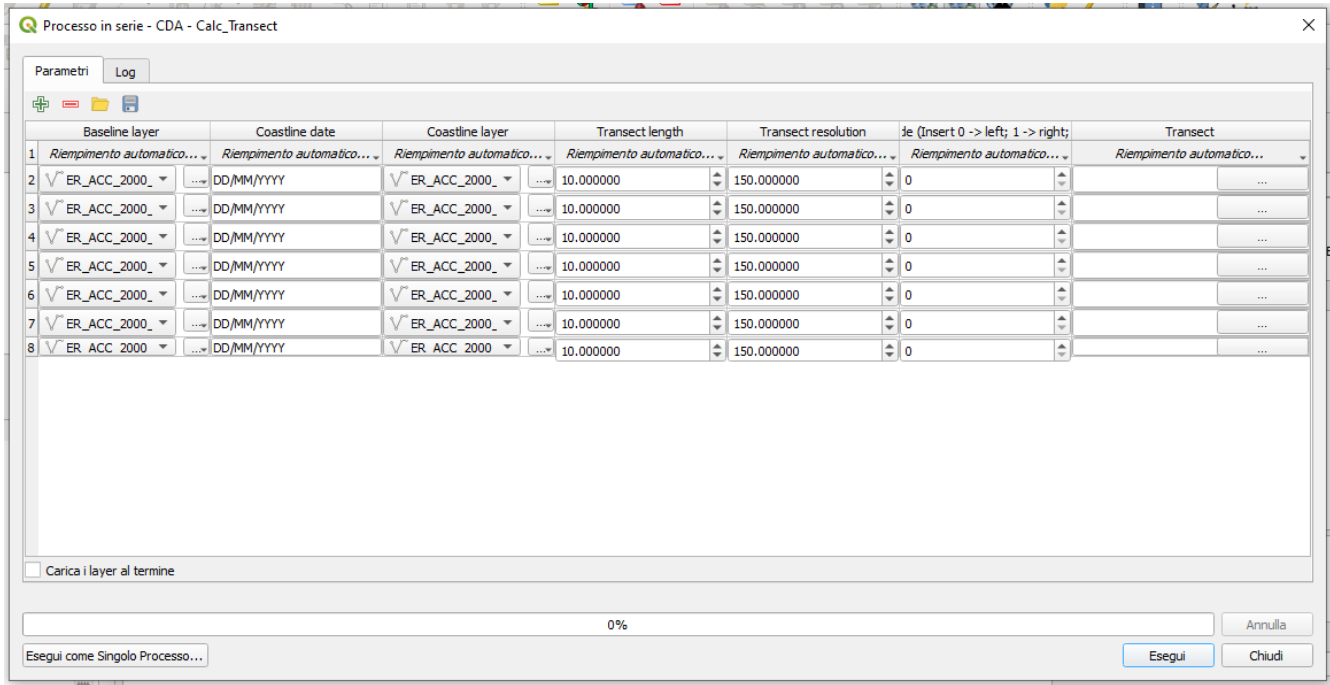 Processo in serie - CDA - Calc_Transect
Parametri Log
Baseline layer Coastline date Coastline layer Transect length Transect resolution de (Insert 0 -> left; 1 -> right; Transect
1 Riempimento automatico... Riempimento automatico... Riempimento automatico... Riempimento automatico... Riempimento automatico... Riempimento automatico... Riempimento automatico...
2 ER_ACC_2000_ ... DD/MM/YYYY ER_ACC_2000_ ... 10.000000 150.000000 0 ...
3 ER_ACC_2000_ ... DD/MM/YYYY ER_ACC_2000_ ... 10.000000 150.000000 0 ...
4 ER_ACC_2000_ ... DD/MM/YYYY ER_ACC_2000_ ... 10.000000 150.000000 0 ...
5 ER_ACC_2000_ ... DD/MM/YYYY ER_ACC_2000_ ... 10.000000 150.000000 0 ...
6 ER_ACC_2000_ ... DD/MM/YYYY ER_ACC_2000_ ... 10.000000 150.000000 0 ...
7 ER_ACC_2000_ ... DD/MM/YYYY ER_ACC_2000_ ... 10.000000 150.000000 0 ...
8 ER ACC 2000 ... DD/MM/YYYY ER ACC 2000 ... 10.000000 150.000000 0 ...
Carica i layer al termine
0% Annulla
Esegui come Singolo Processo... Esegui Chiudi